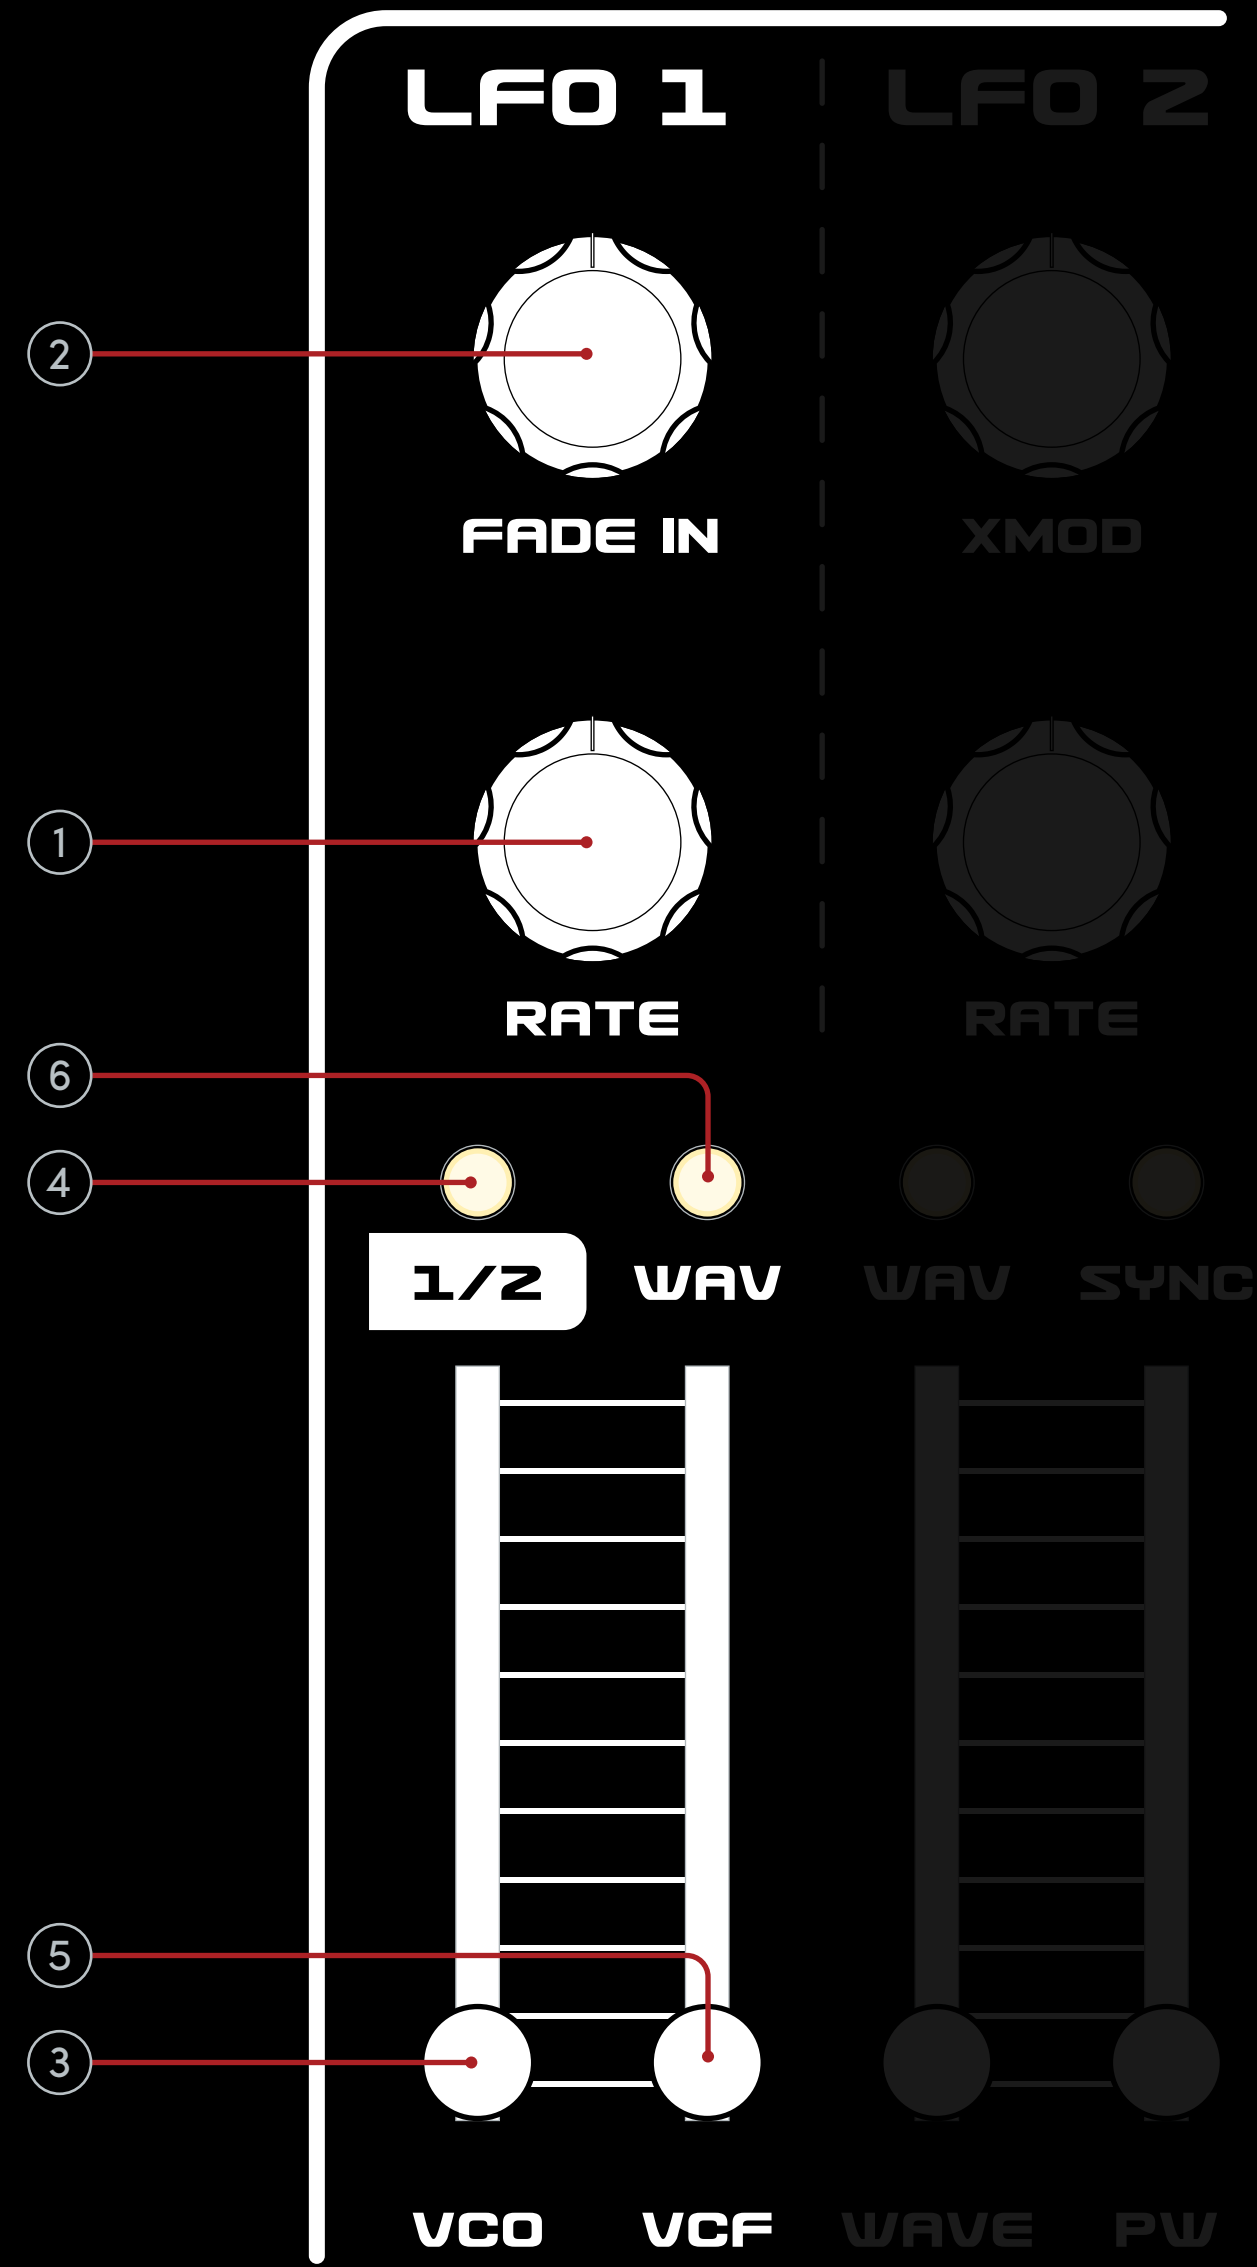 LFO 1 LFO 2
2
FADE IN XMOD
1
RATE RATE
6
4
1/2 WAV WAV SYNC
5
3
VCO VCF WAVE PW